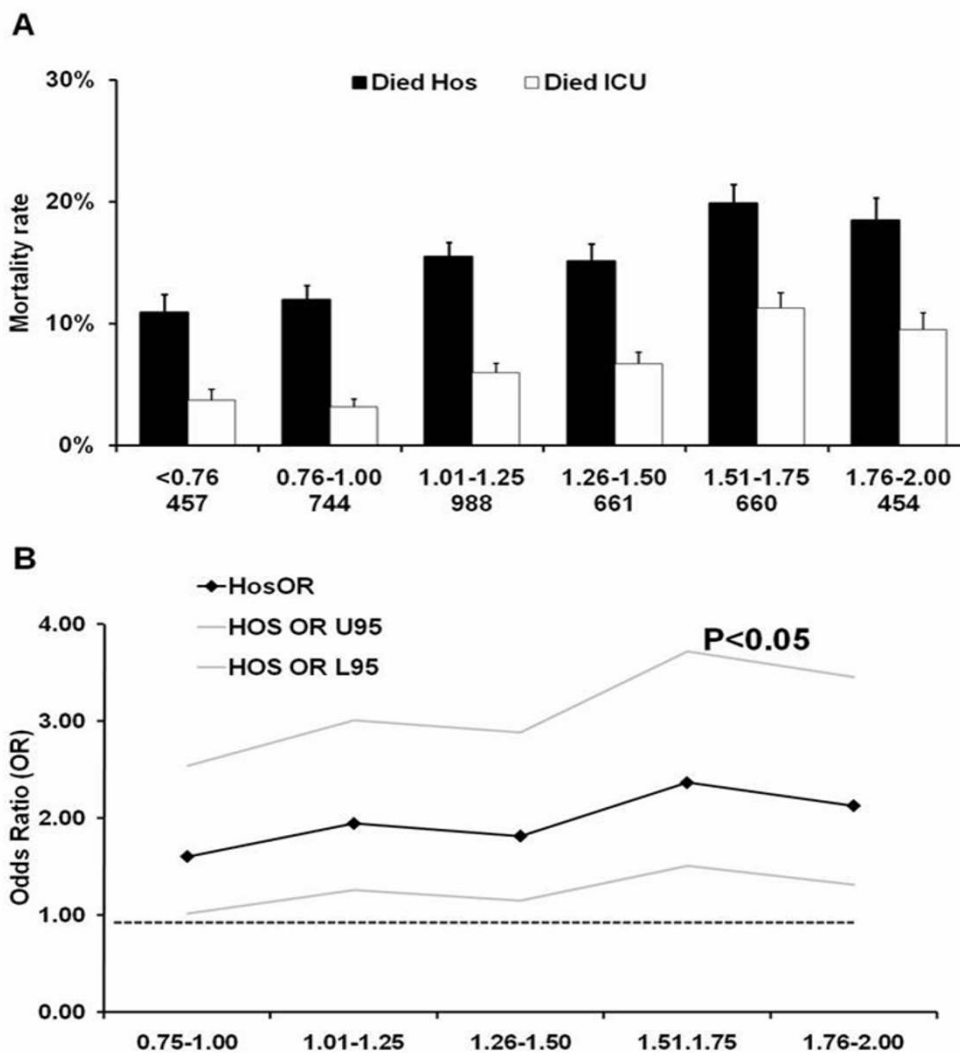 A
30%
Died Hos Died ICU
20%
10%
0%
Mortality rate
<0.76 0.76-1.00 1.01-1.25 1.26-1.50 1.51-1.75 1.76-2.00
457 744 988 661 660 454
B
HosOR
HOS OR U95
HOS OR L95
P<0.05
4.00
3.00
2.00
1.00
0.00
Odds Ratio (OR)
0.75-1.00 1.01-1.25 1.26-1.50 1.51.1.75 1.76-2.00